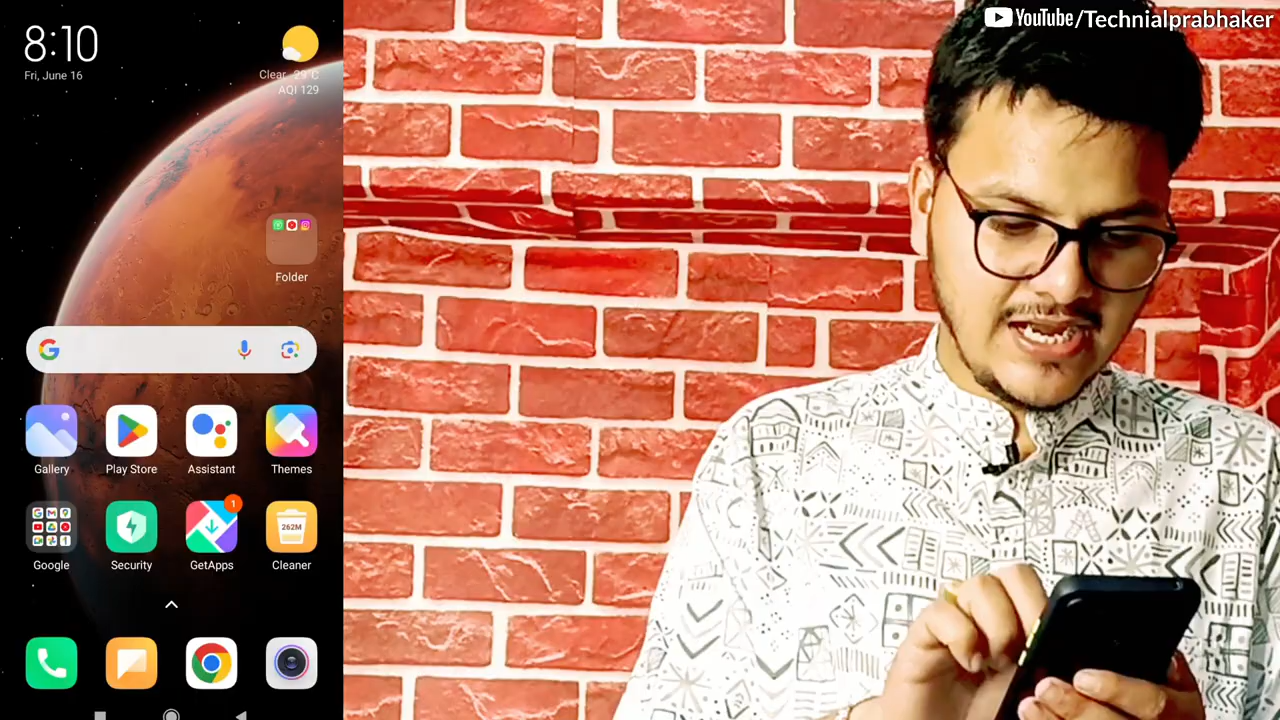 8:10
Fri, June 16
Clear 29°C
AQI 129
YouTube/Technialprabhaker
Folder
Gallery
Play Store
Assistant
Themes
1
262M
Google
Security
GetApps
Cleaner